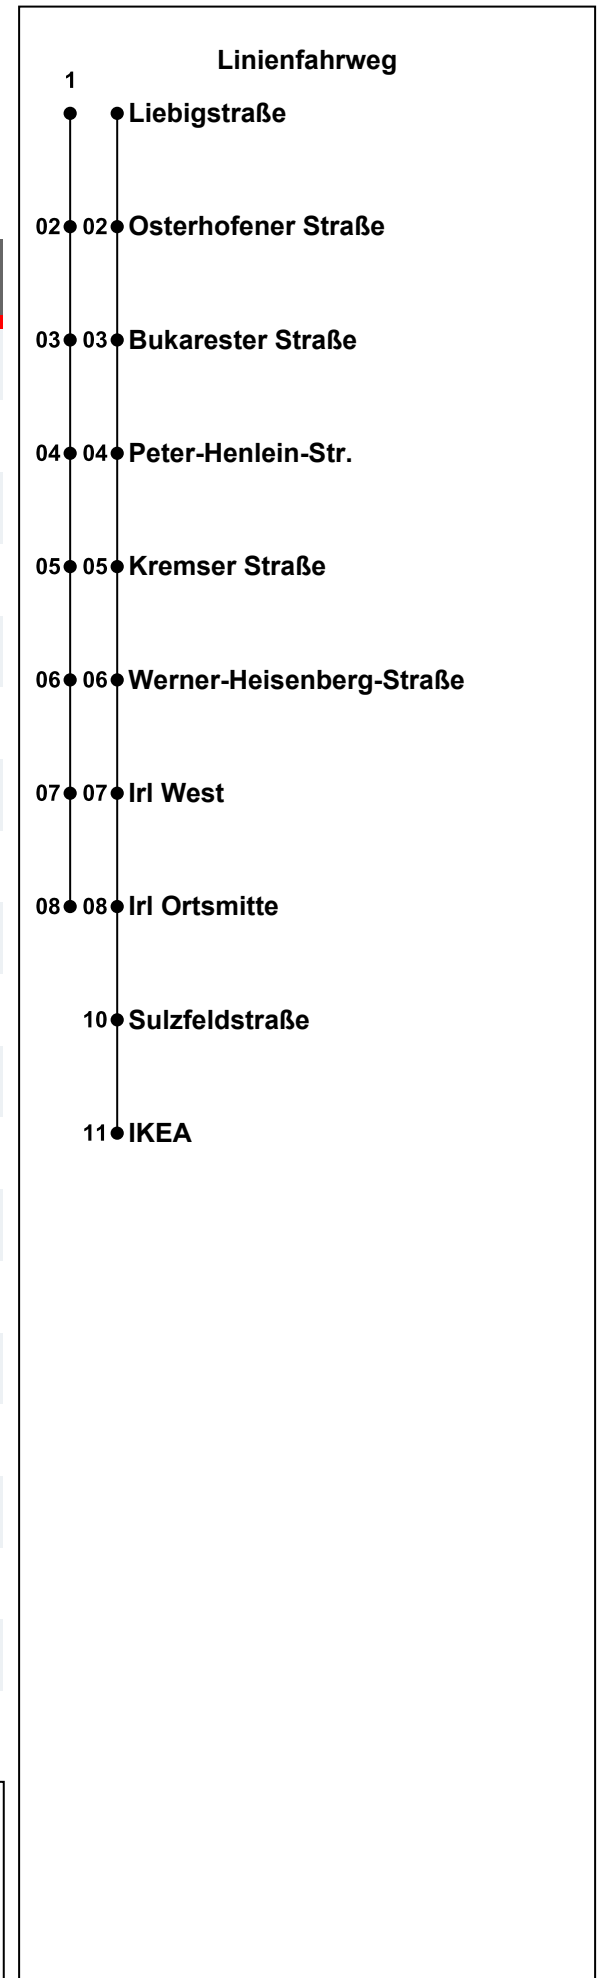 Linienfahrweg
1
Liebigstraße
02 02 Osterhofener Straße
03 03 Bukarester Straße
04 04 Peter-Henlein-Str.
05 05 Kremser Straße
06 06 Werner-Heisenberg-Straße
07 07 Irl West
08 08 Irl Ortsmitte
10 Sulzfeldstraße
11 IKEA